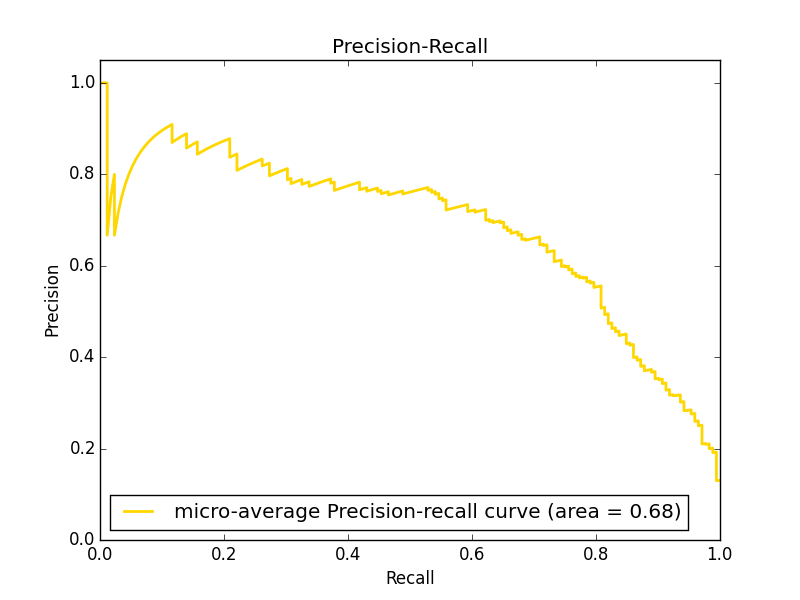 Precision-Recall
1.0
0.8
0.6
0.4
0.2
0.0
Precision
micro-average Precision-recall curve (area = 0.68)
0.0 0.2 0.4 0.6 0.8 1.0
Recall